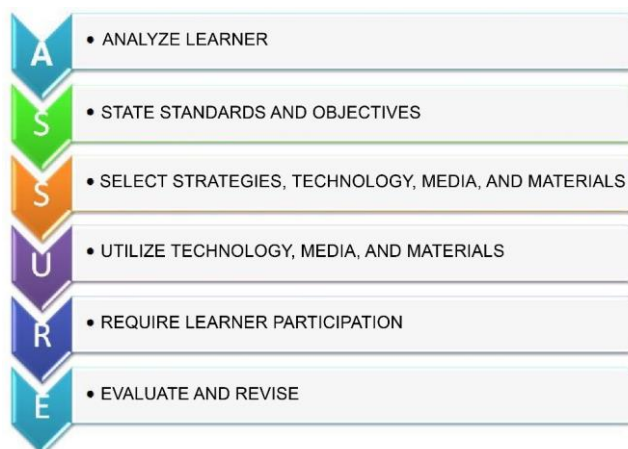 A • ANALYZE LEARNER
S • STATE STANDARDS AND OBJECTIVES
S • SELECT STRATEGIES, TECHNOLOGY, MEDIA, AND MATERIALS
U • UTILIZE TECHNOLOGY, MEDIA, AND MATERIALS
R • REQUIRE LEARNER PARTICIPATION
E • EVALUATE AND REVISE